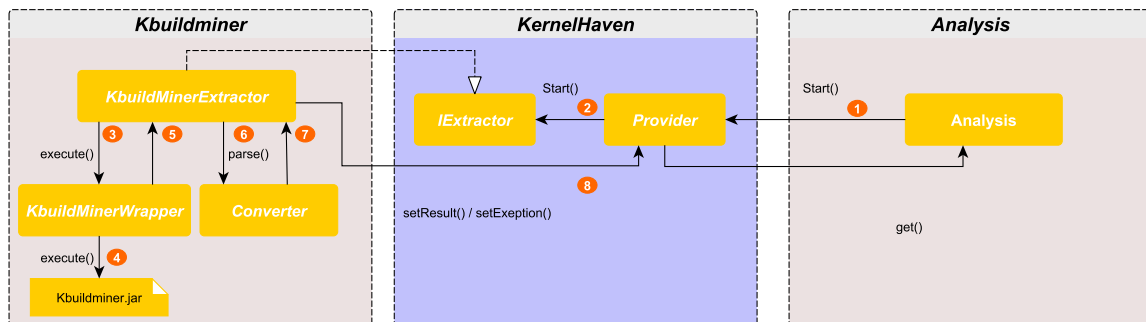 Kbuildminer
KernelHaven
Analysis
KbuildMinerExtractor
IExtractor
Start()
2
Provider
Start()
1
Analysis
3
5
6
7
execute()
parse()
8
KbuildMinerWrapper
Converter
setResult() / setExeption()
get()
execute()
4
Kbuildminer.jar